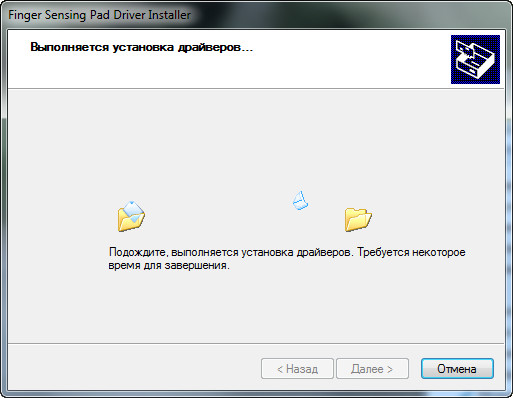 Finger Sensing Pad Driver Installer
Выполняется установка драйверов...
Подождите, выполняется установка драйверов. Требуется некоторое
время для завершения.
< Назад
Далее >
Отмена